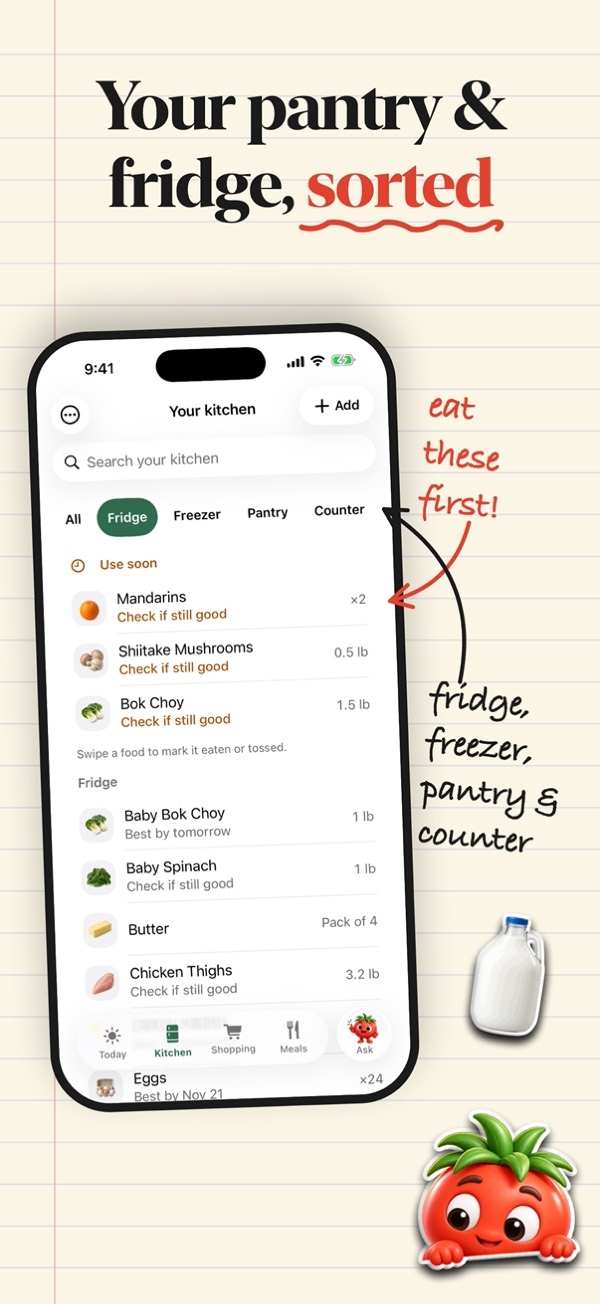 Your pantry &
fridge, sorted
9:41
Your kitchen
+ Add
Search your kitchen
All
Fridge
Freezer
Pantry
Counter
Use soon
Mandarins
×2
Check if still good
Shiitake Mushrooms
0.5 lb
Check if still good
Bok Choy
1.5 lb
Check if still good
Swipe a food to mark it eaten or tossed.
Fridge
Baby Bok Choy
1 lb
Best by tomorrow
Baby Spinach
1 lb
Check if still good
Butter
Pack of 4
Chicken Thighs
3.2 lb
Check if still good
Today
Kitchen
Shopping
Meals
Ask
Eggs
×24
Best by Nov 21
eat
these
first!
fridge,
freezer,
pantry &
counter